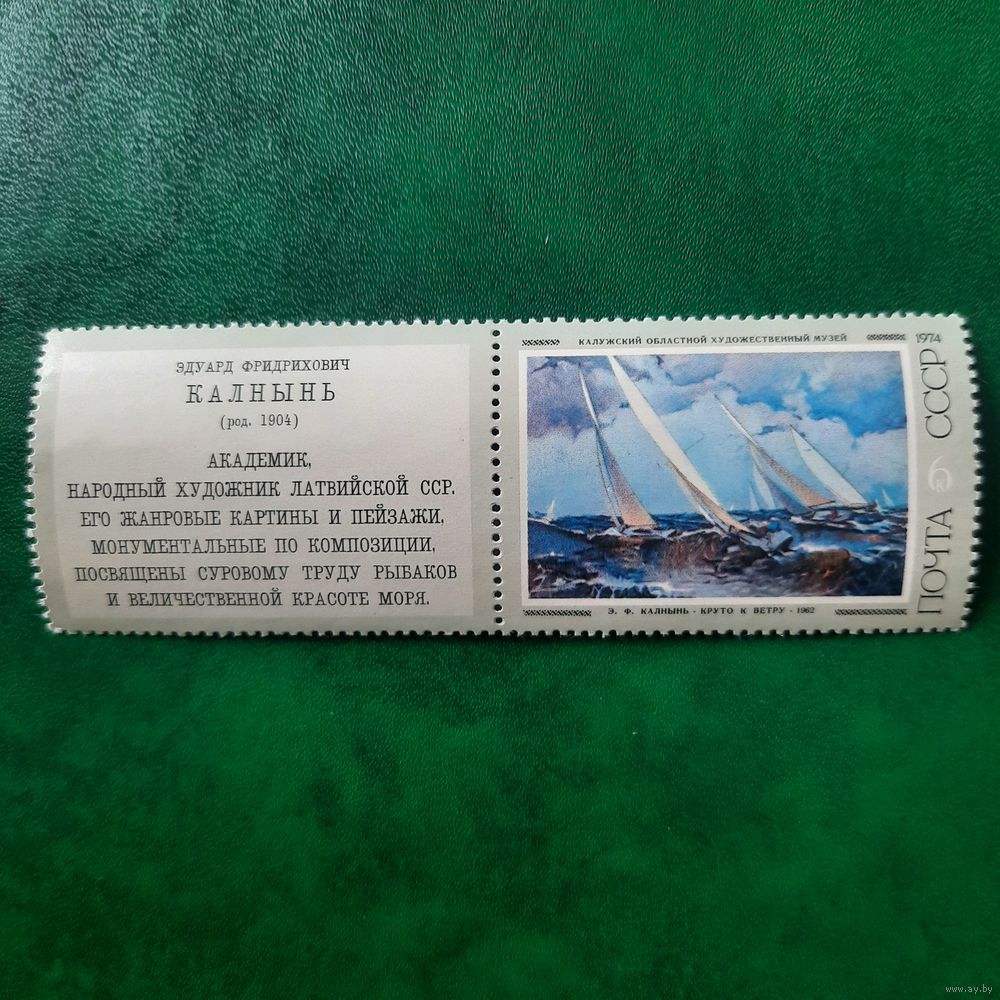 ЭДУАРД ФРИДРИХОВИЧ
КАЛНЫНЬ
(род. 1904)
АКАДЕМИК,
НАРОДНЫЙ ХУДОЖНИК ЛАТВИЙСКОЙ ССР.
ЕГО ЖАНРОВЫЕ КАРТИНЫ И ПЕЙЗАЖИ,
МОНУМЕНТАЛЬНЫЕ ПО КОМПОЗИЦИИ,
ПОСВЯЩЕНЫ СУРОВОМУ ТРУДУ РЫБАКОВ
И ВЕЛИЧЕСТВЕННОЙ КРАСОТЕ МОРЯ.
КАЛУЖСКИЙ ОБЛАСТНОЙ ХУДОЖЕСТВЕННЫЙ МУЗЕЙ
1974
ПОЧТА 6к СССР
Э. Ф. КАЛНЫНЬ · КРУТО К ВЕТРУ · 1962
www.ay.by